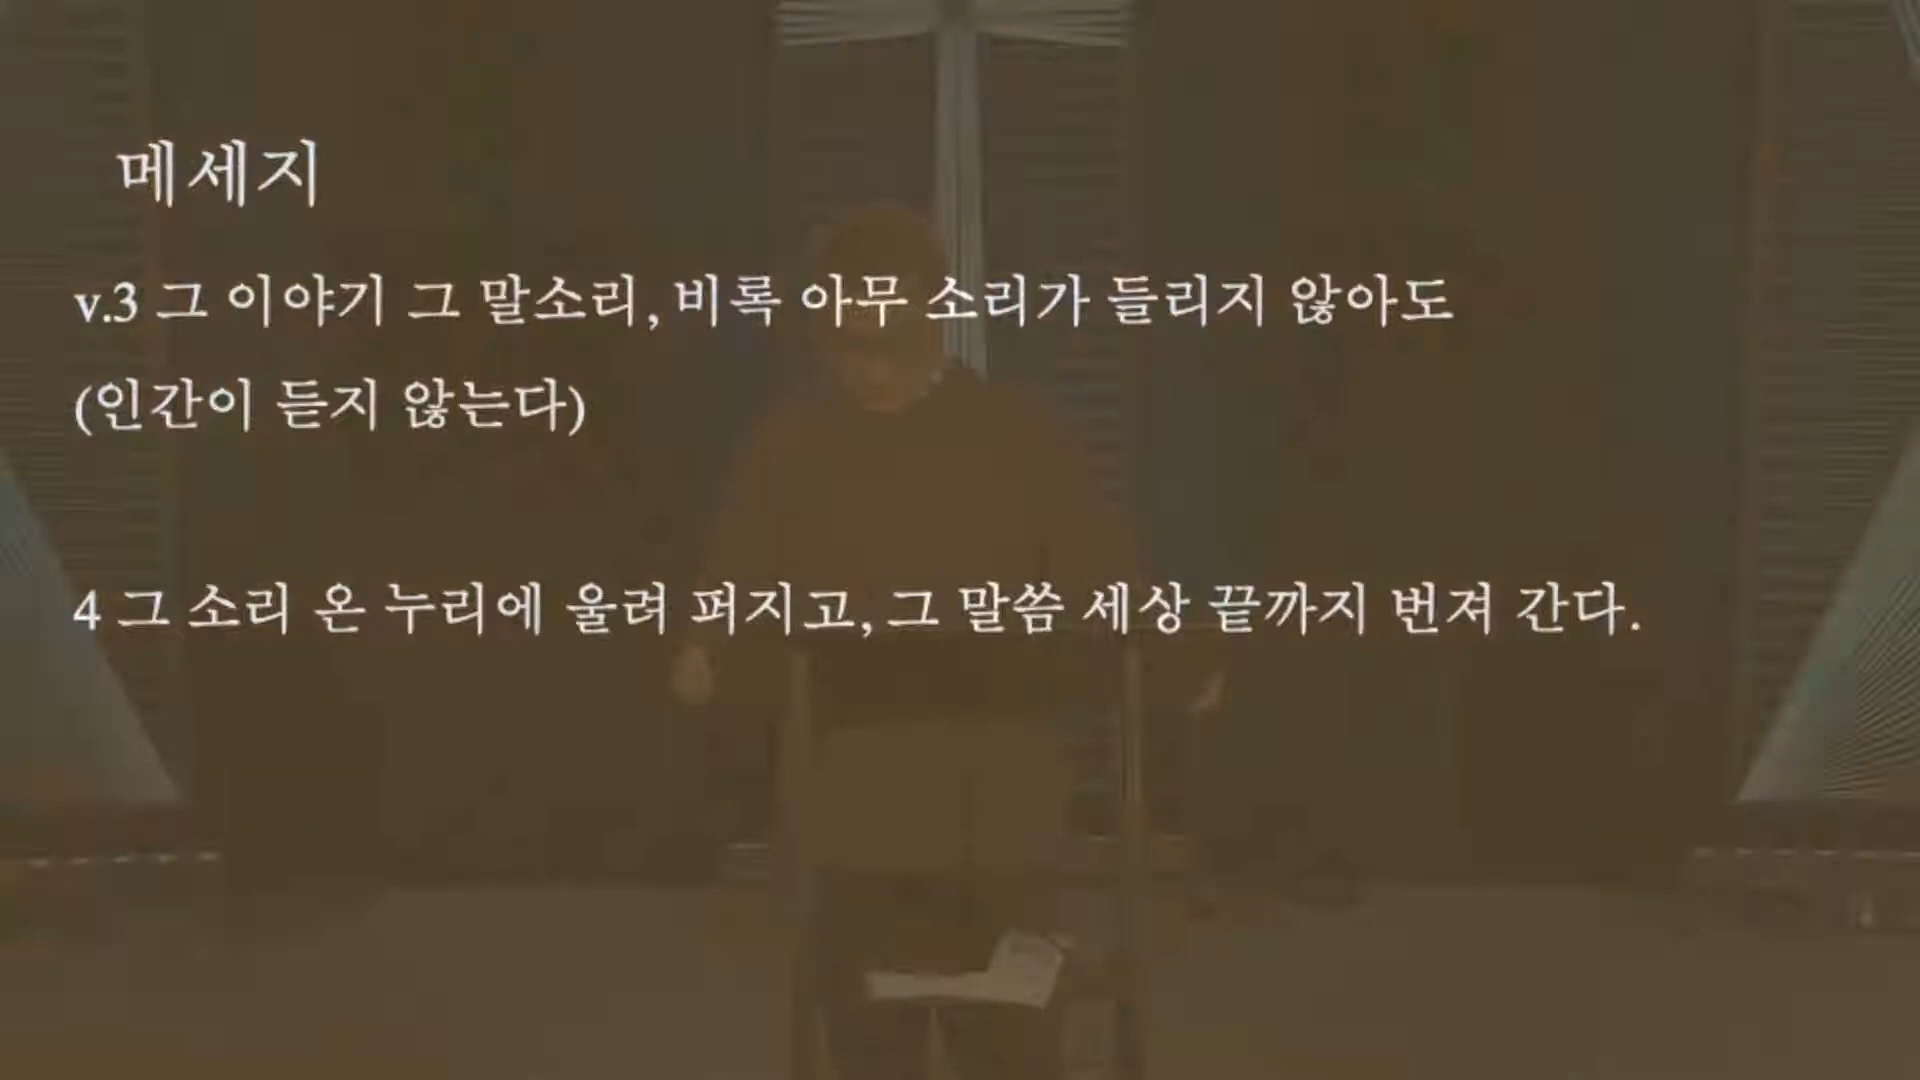 메세지
v.3 그 이야기 그 말소리, 비록 아무 소리가 들리지 않아도
(인간이 듣지 않는다)
4 그 소리 온 누리에 울려 퍼지고, 그 말씀 세상 끝까지 번져 간다.